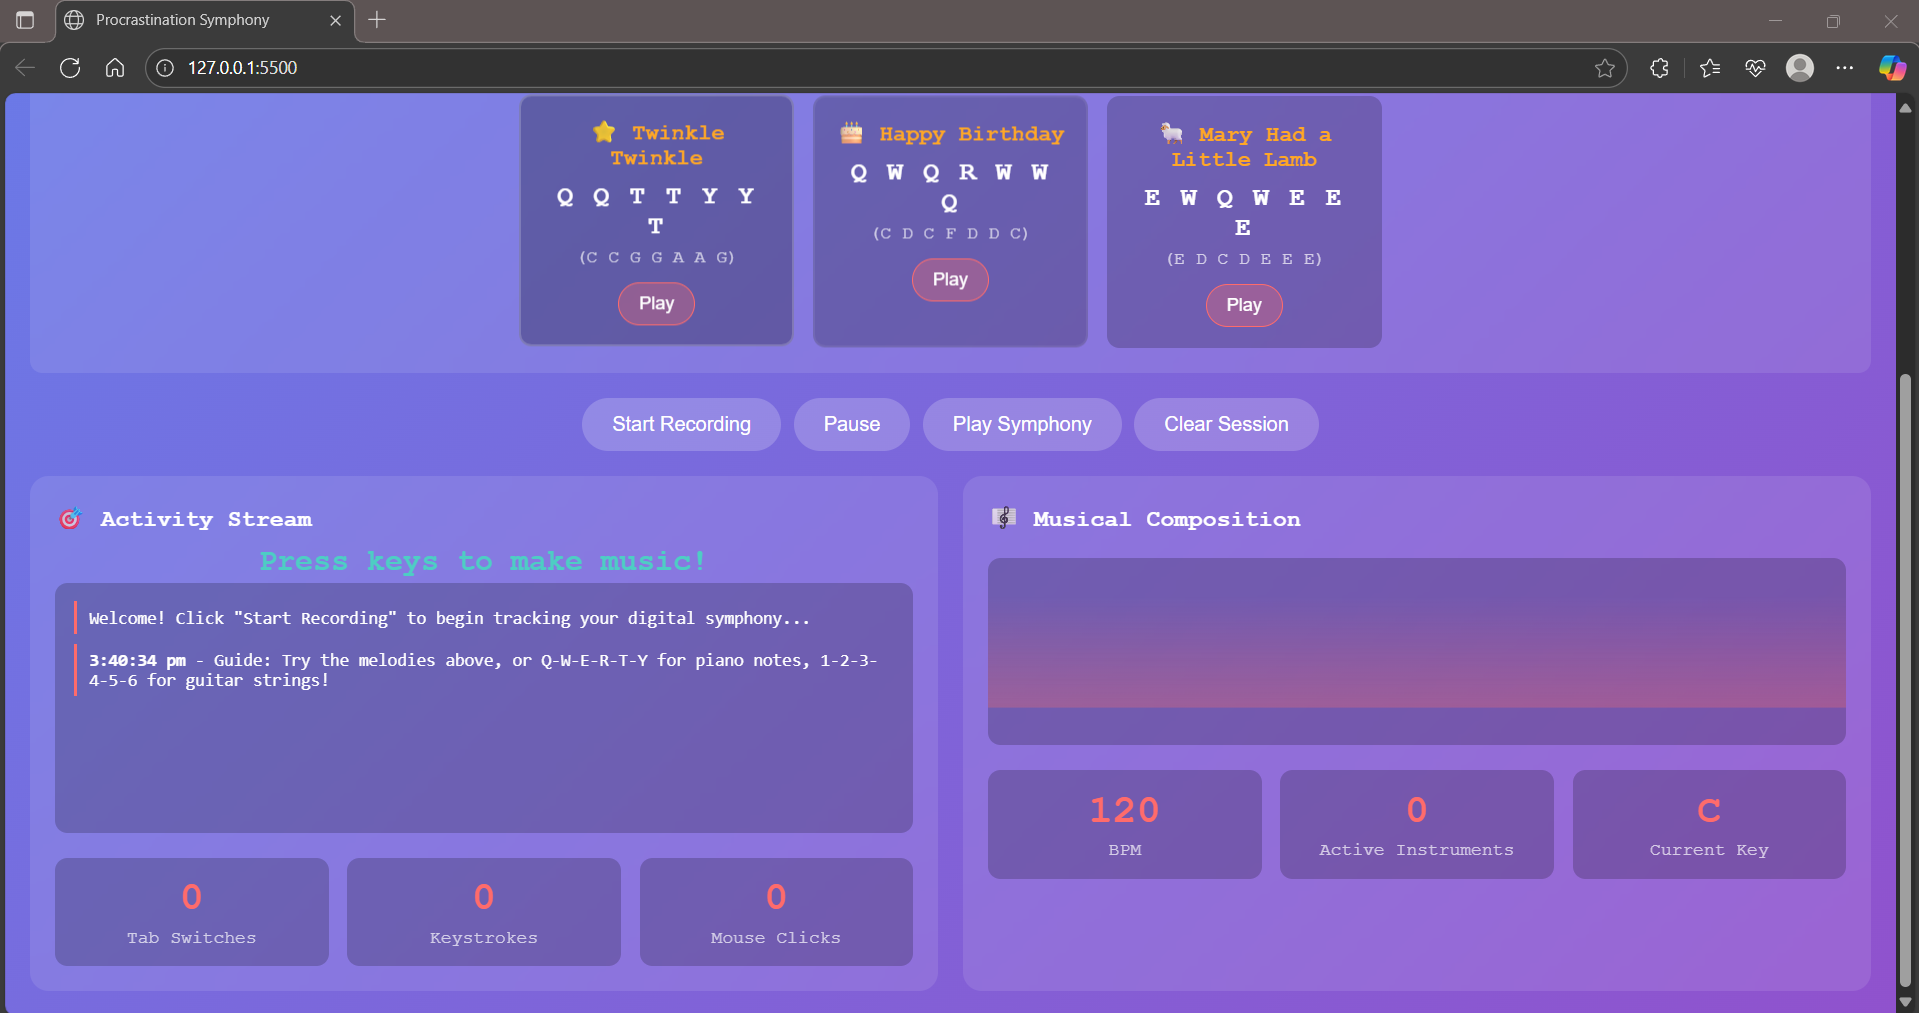 Procrastination Symphony
127.0.0.1:5500
Twinkle
Twinkle
Q Q T T Y Y
T
(C C G G A A G)
Play
Happy Birthday
Q W Q R W W
Q
(C D C F D D C)
Play
Mary Had a
Little Lamb
E W Q W E E
E
(E D C D E E E)
Play
Start Recording
Pause
Play Symphony
Clear Session
Activity Stream
Press keys to make music!
Welcome! Click "Start Recording" to begin tracking your digital symphony...
3:40:34 pm - Guide: Try the melodies above, or Q-W-E-R-T-Y for piano notes, 1-2-3-
4-5-6 for guitar strings!
0
Tab Switches
0
Keystrokes
0
Mouse Clicks
Musical Composition
120
BPM
0
Active Instruments
C
Current Key